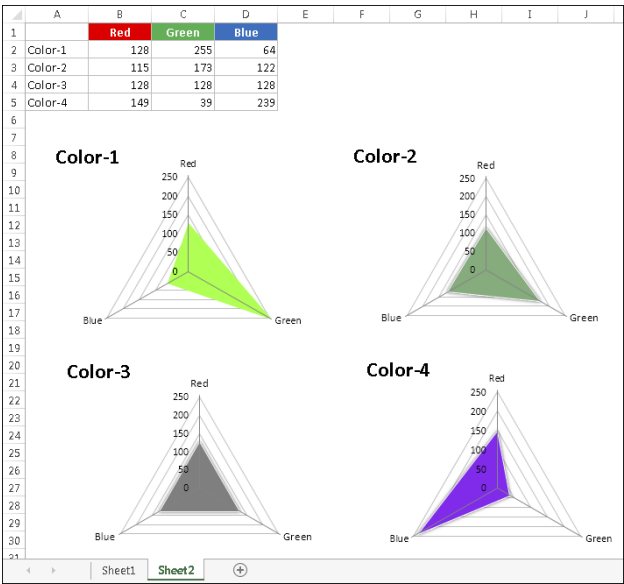 A B C D E F G H I J
1 Red Green Blue
2 Color-1 128 255 64
3 Color-2 115 173 122
4 Color-3 128 128 128
5 Color-4 149 39 239
6
7
8 Color-1 Color-2
9 Red Red
10 250 250
11 200 200
12 150 150
13 100 100
14 50 50
15 0 0
16
17 Blue Green Blue Green
18
19
20 Color-3 Color-4
21 Red Red
22 250 250
23 200 200
24 150 150
25 100 100
26 50 50
27 0 0
28
29
30 Blue Green Blue Green
31
Sheet1 Sheet2